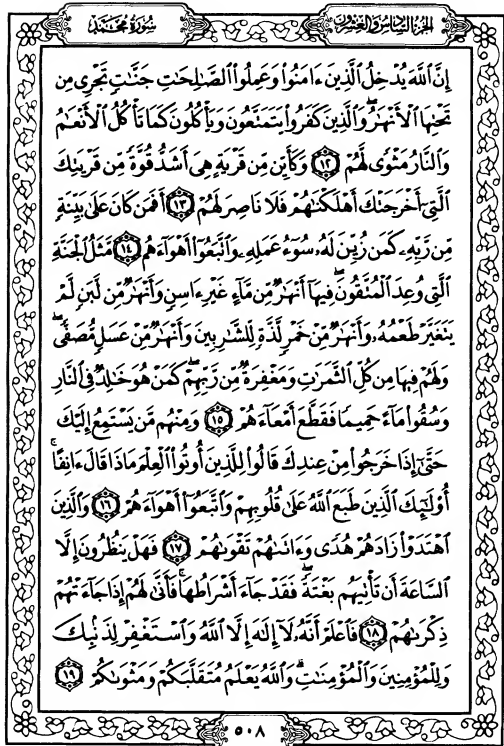 سُورَةُ مُحَمَّد
الجزء السادس والعشرون
إِنَّ ٱللَّهَ يُدْخِلُ ٱلَّذِينَ ءَامَنُوا۟ وَعَمِلُوا۟ ٱلصَّـٰلِحَـٰتِ جَنَّـٰتٍ تَجْرِى مِن
تَحْتِهَا ٱلْأَنْهَـٰرُ ۖ وَٱلَّذِينَ كَفَرُوا۟ يَتَمَتَّعُونَ وَيَأْكُلُونَ كَمَا تَأْكُلُ ٱلْأَنْعَـٰمُ
وَٱلنَّارُ مَثْوًى لَّهُمْ ١٢ وَكَأَيِّن مِّن قَرْيَةٍ هِىَ أَشَدُّ قُوَّةً مِّن قَرْيَتِكَ
ٱلَّتِىٓ أَخْرَجَتْكَ أَهْلَكْنَـٰهُمْ فَلَا نَاصِرَ لَهُمْ ١٣ أَفَمَن كَانَ عَلَىٰ بَيِّنَةٍ
مِّن رَّبِّهِۦ كَمَن زُيِّنَ لَهُۥ سُوٓءُ عَمَلِهِۦ وَٱتَّبَعُوٓا۟ أَهْوَآءَهُم ١٤ مَّثَلُ ٱلْجَنَّةِ
ٱلَّتِى وُعِدَ ٱلْمُتَّقُونَ ۖ فِيهَآ أَنْهَـٰرٌ مِّن مَّآءٍ غَيْرِ ءَاسِنٍ وَأَنْهَـٰرٌ مِّن لَّبَنٍ لَّمْ
يَتَغَيَّرْ طَعْمُهُۥ وَأَنْهَـٰرٌ مِّنْ خَمْرٍ لَّذَّةٍ لِّلشَّـٰرِبِينَ وَأَنْهَـٰرٌ مِّنْ عَسَلٍ مُّصَفًّى ۖ
وَلَهُمْ فِيهَا مِن كُلِّ ٱلثَّمَرَٰتِ وَمَغْفِرَةٌ مِّن رَّبِّهِمْ ۖ كَمَنْ هُوَ خَـٰلِدٌ فِى ٱلنَّارِ
وَسُقُوا۟ مَآءً حَمِيمًا فَقَطَّعَ أَمْعَآءَهُمْ ١٥ وَمِنْهُم مَّن يَسْتَمِعُ إِلَيْكَ
حَتَّىٰٓ إِذَا خَرَجُوا۟ مِنْ عِندِكَ قَالُوا۟ لِلَّذِينَ أُوتُوا۟ ٱلْعِلْمَ مَاذَا قَالَ ءَانِفًا ۚ
أُو۟لَـٰٓئِكَ ٱلَّذِينَ طَبَعَ ٱللَّهُ عَلَىٰ قُلُوبِهِمْ وَٱتَّبَعُوٓا۟ أَهْوَآءَهُمْ ١٦ وَٱلَّذِينَ
ٱهْتَدَوْا۟ زَادَهُمْ هُدًى وَءَاتَىٰهُمْ تَقْوَىٰهُمْ ١٧ فَهَلْ يَنظُرُونَ إِلَّا
ٱلسَّاعَةَ أَن تَأْتِيَهُم بَغْتَةً ۖ فَقَدْ جَآءَ أَشْرَاطُهَا ۚ فَأَنَّىٰ لَهُمْ إِذَا جَآءَتْهُمْ
ذِكْرَىٰهُمْ ١٨ فَٱعْلَمْ أَنَّهُۥ لَآ إِلَـٰهَ إِلَّا ٱللَّهُ وَٱسْتَغْفِرْ لِذَنۢبِكَ
وَلِلْمُؤْمِنِينَ وَٱلْمُؤْمِنَـٰتِ ۗ وَٱللَّهُ يَعْلَمُ مُتَقَلَّبَكُمْ وَمَثْوَىٰكُمْ ١٩
٥٠٨